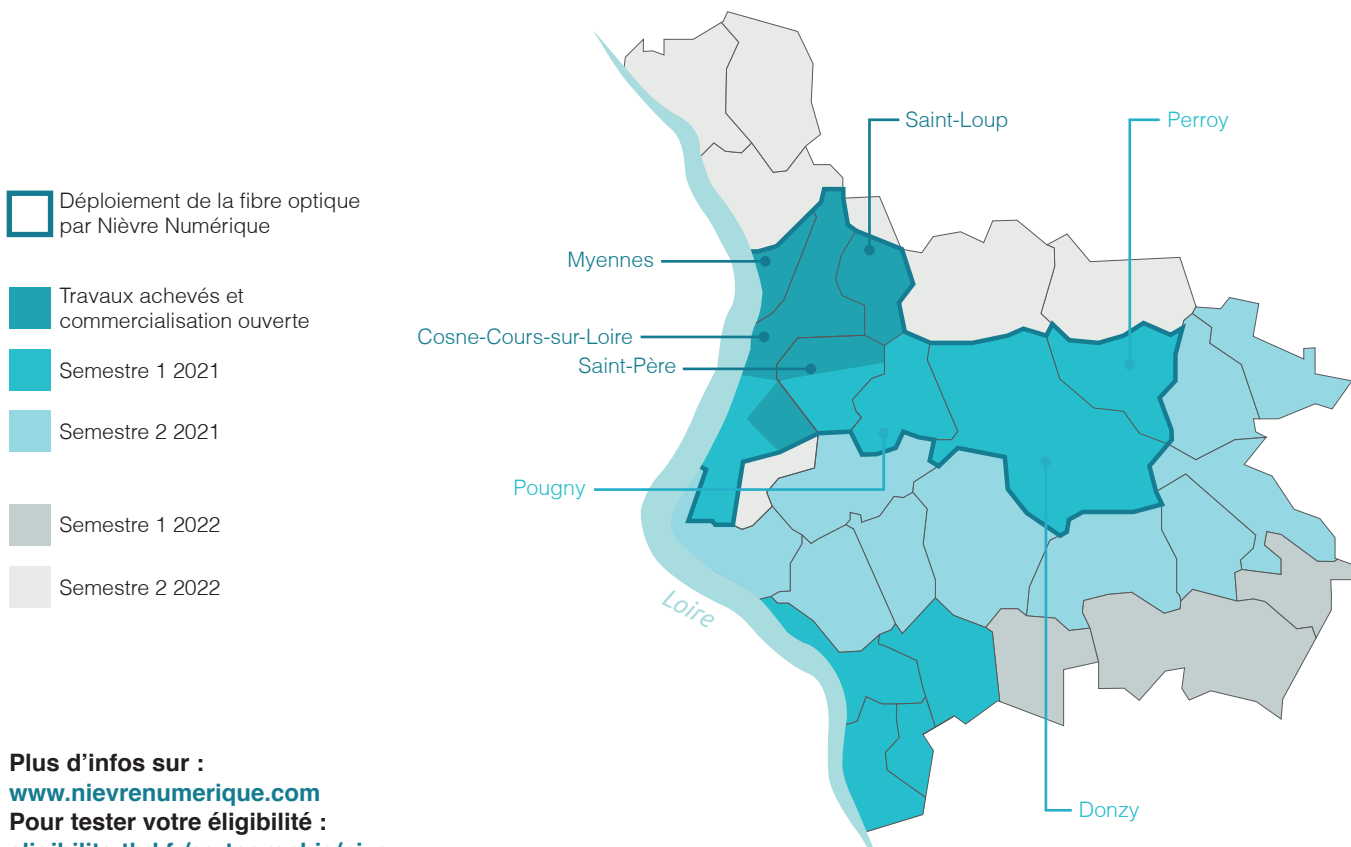 Déploiement de la fibre optique
par Nièvre Numérique
Travaux achevés et
commercialisation ouverte
Semestre 1 2021
Semestre 2 2021
Semestre 1 2022
Semestre 2 2022
Saint-Loup
Perroy
Myennes
Cosne-Cours-sur-Loire
Saint-Père
Pougny
Loire
Donzy
Plus d’infos sur :
www.nievrenumerique.com
Pour tester votre éligibilité :